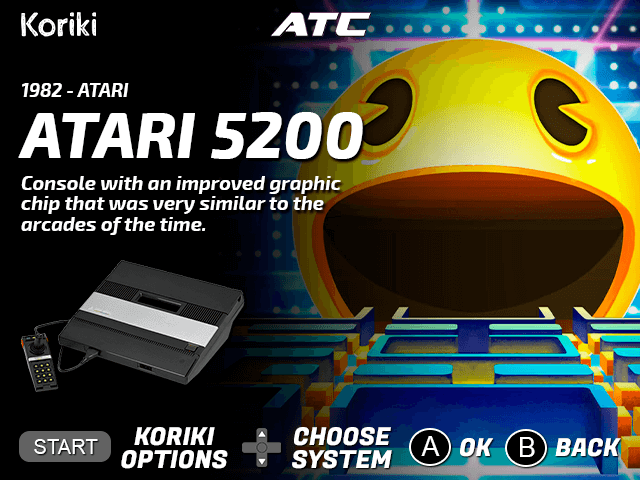 Koriki
ATC
1982 - ATARI
ATARI 5200
Console with an improved graphic
chip that was very similar to the
arcades of the time.
START
KORIKI
OPTIONS
CHOOSE
SYSTEM
A OK
B BACK